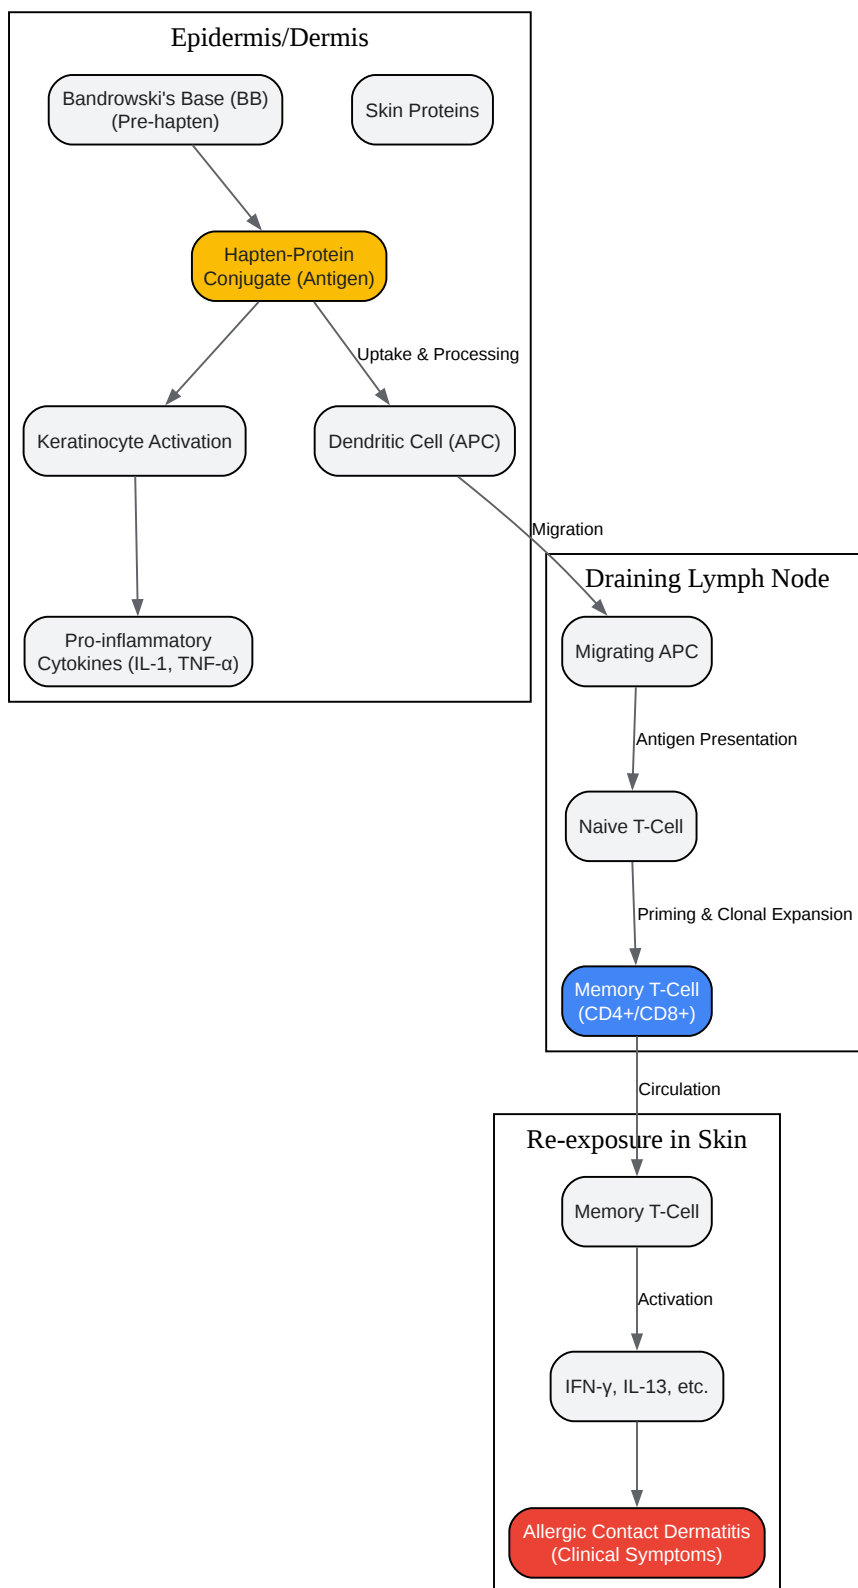 Epidermis/Dermis
Bandrowski's Base (BB)
(Pre-hapten)
Skin Proteins
Hapten-Protein
Conjugate (Antigen)
Uptake & Processing
Keratinocyte Activation
Dendritic Cell (APC)
Migration
Pro-inflammatory
Cytokines (IL-1, TNF-α)
Draining Lymph Node
Migrating APC
Antigen Presentation
Naive T-Cell
Priming & Clonal Expansion
Memory T-Cell
(CD4+/CD8+)
Circulation
Re-exposure in Skin
Memory T-Cell
Activation
IFN-γ, IL-13, etc.
Allergic Contact Dermatitis
(Clinical Symptoms)